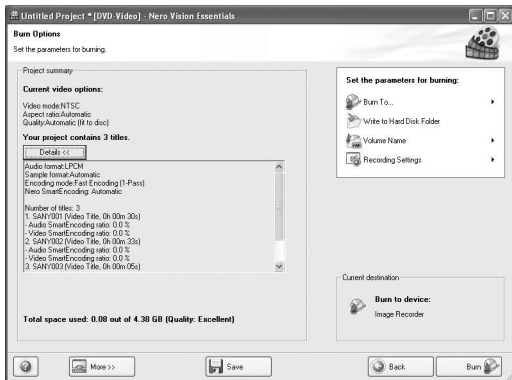 Untitled Project *[DVD-Video] - Nero Vision Essentials
Burn Options
Set the parameters for burning.
Project summary
Current video options:
Video mode:NTSC
Aspect ratio:Automatic
Quality:Automatic (fit to disc)
Your project contains 3 titles.
Details <<
Audio format:LPCM
Sample format:Automatic
Encoding mode:Fast Encoding (1-Pass)
Nero SmartEncoding: Automatic
Number of titles: 3
1. SANY001 (Video Title, 0h 00m 30s)
- Audio SmartEncoding ratio: 0.0 %
- Video SmartEncoding ratio: 0.0 %
2. SANY002 (Video Title, 0h 00m 33s)
- Audio SmartEncoding ratio: 0.0 %
- Video SmartEncoding ratio: 0.0 %
3. SANY003 (Video Title, 0h 00m 05s)
Total space used: 0.08 out of 4.38 GB (Quality: Excellent)
Set the parameters for burning:
Burn To...
Write to Hard Disk Folder
Volume Name
Recording Settings
Current destination
Burn to device:
Image Recorder
More >>
Save
Back
Burn